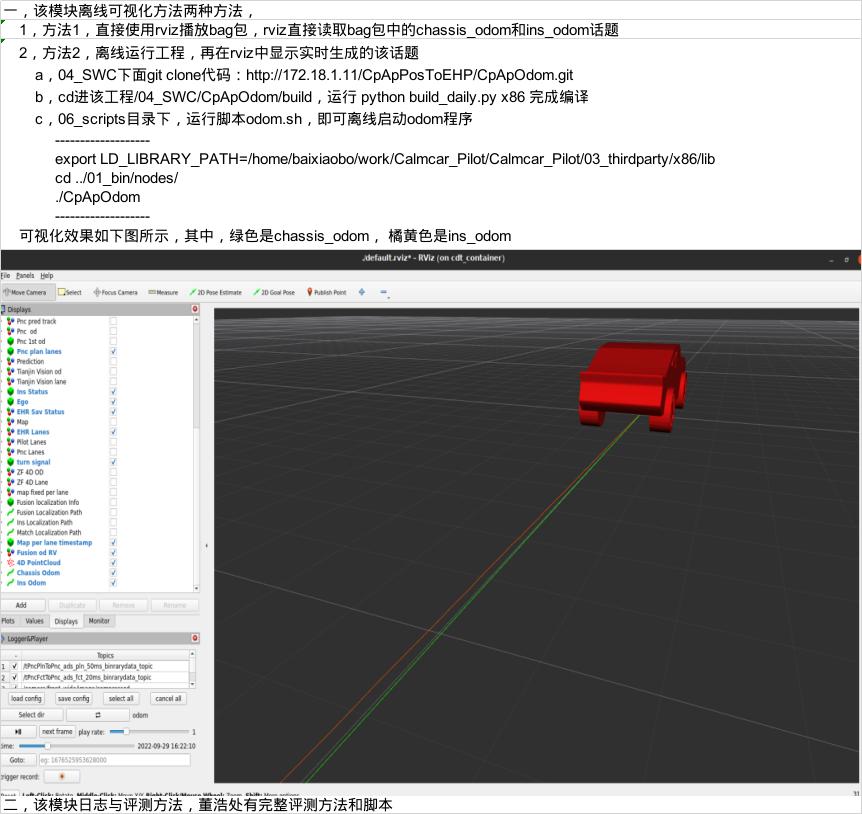 一，该模块离线可视化方法两种方法，
1，方法1，直接使用rviz播放bag包，rviz直接读取bag包中的chassis_odom和ins_odom话题
2，方法2，离线运行工程，再在rviz中显示实时生成的该话题
a，04_SWC下面git clone代码：http://172.18.1.11/CpApPosToEHP/CpApOdom.git
b，cd进该工程/04_SWC/CpApOdom/build，运行 python build_daily.py x86 完成编译
c，06_scripts目录下，运行脚本odom.sh，即可离线启动odom程序
-------------------
export LD_LIBRARY_PATH=/home/baixiaobo/work/Calmcar_Pilot/Calmcar_Pilot/03_thirdparty/x86/lib
cd ../01_bin/nodes/
./CpApOdom
-------------------
可视化效果如下图所示，其中，绿色是chassis_odom， 橘黄色是ins_odom
./default.rviz* - RViz (on cdt_container)
File Panels Help
Move Camera Select Focus Camera Measure 2D Pose Estimate 2D Goal Pose Publish Point
Displays
Pnc pred track
Pnc od
Pnc 1st od
Pnc plan lanes
Prediction
Tianjin Vision od
Tianjin Vision lane
Ins Status
Ego
EHR Sav Status
Map
EHR Lanes
Pilot Lanes
Pnc Lanes
turn signal
ZF 4D OD
ZF 4D Lane
map fixed per lane
Fusion localization Info
Fusion Localization Path
Ins Localization Path
Match Localization Path
Map per lane timestamp
Fusion od RV
4D PointCloud
Chassis Odom
Ins Odom
Add Duplicate Remove Rename
Plots Values Displays Monitor
Logger&Player
Topics
1 /tPncPlnToPnc_ads_pln_50ms_binrarydata_topic
2 /tPncFctToPnc_ads_fct_20ms_binrarydata_topic
load config save config select all cancel all
Select dir odom
next frame play rate: 1
time: 2022-09-29 16:22:10
Goto: eg: 1676525953628000
trigger record:
31
二，该模块日志与评测方法，董浩处有完整评测方法和脚本